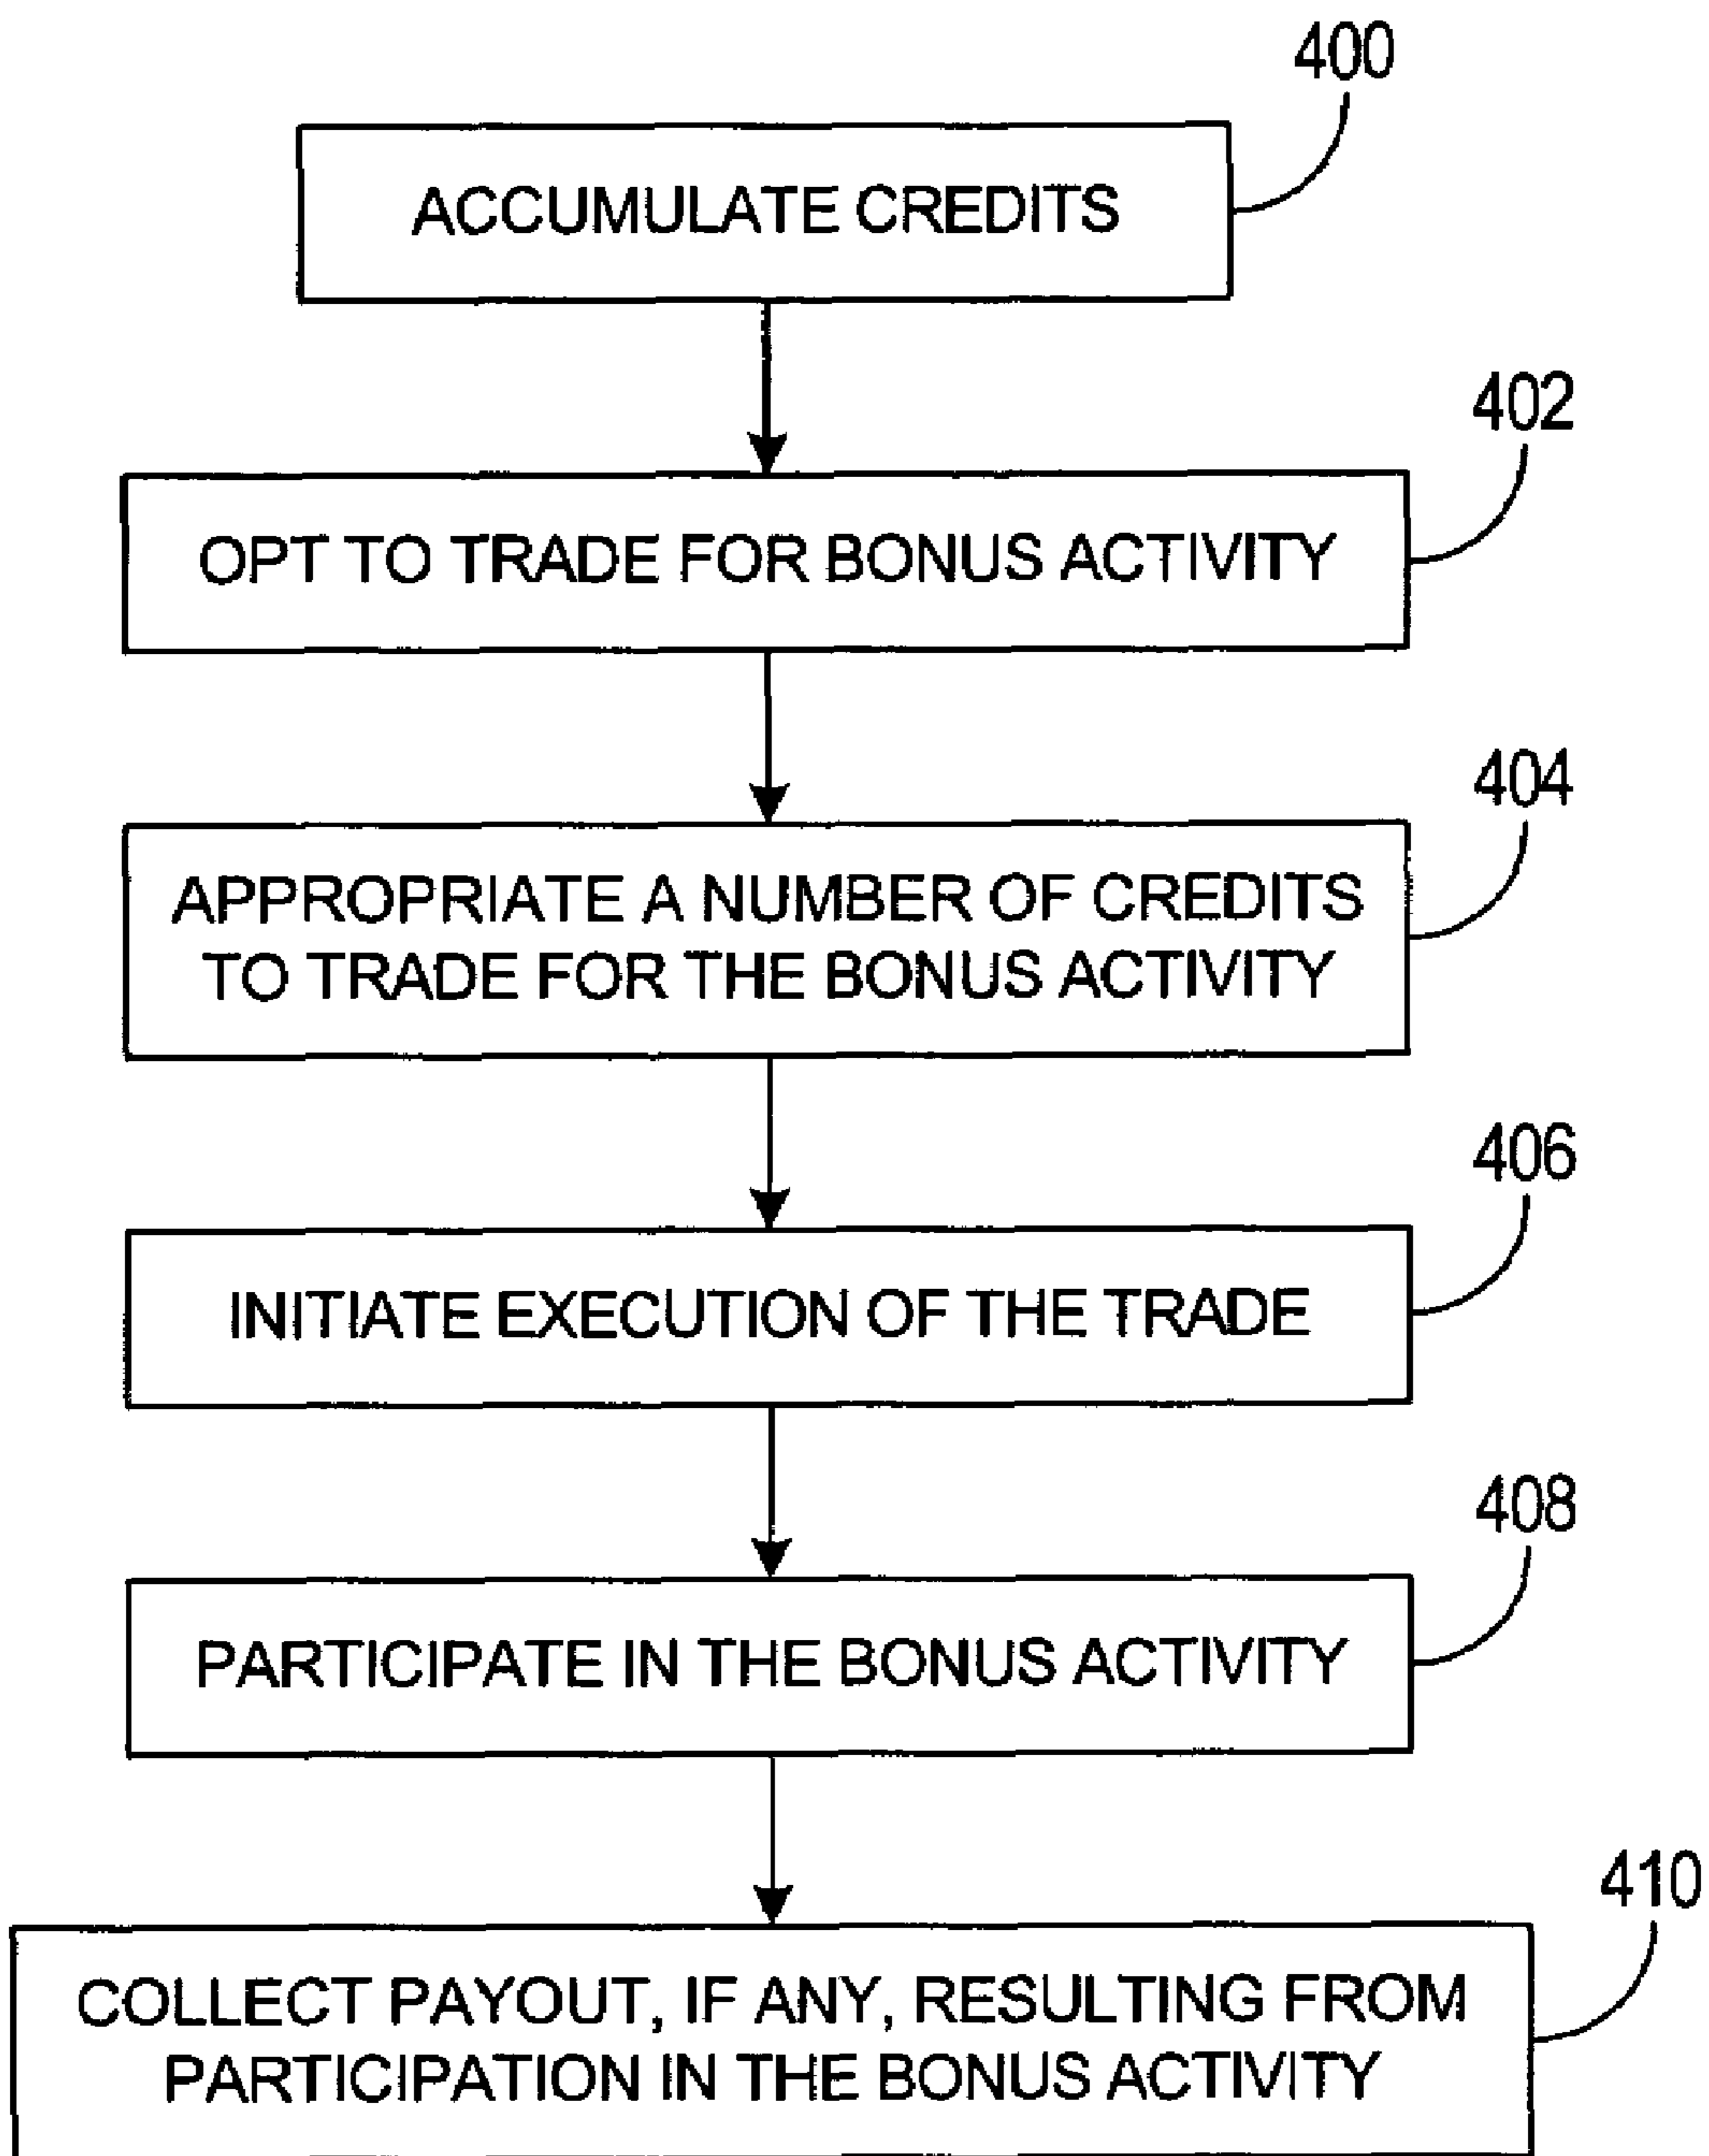 400
ACCUMULATE CREDITS
402
OPT TO TRADE FOR BONUS ACTIVITY
404
APPROPRIATE A NUMBER OF CREDITS
TO TRADE FOR THE BONUS ACTIVITY
406
INITIATE EXECUTION OF THE TRADE
408
PARTICIPATE IN THE BONUS ACTIVITY
410
COLLECT PAYOUT, IF ANY, RESULTING FROM
PARTICIPATION IN THE BONUS ACTIVITY